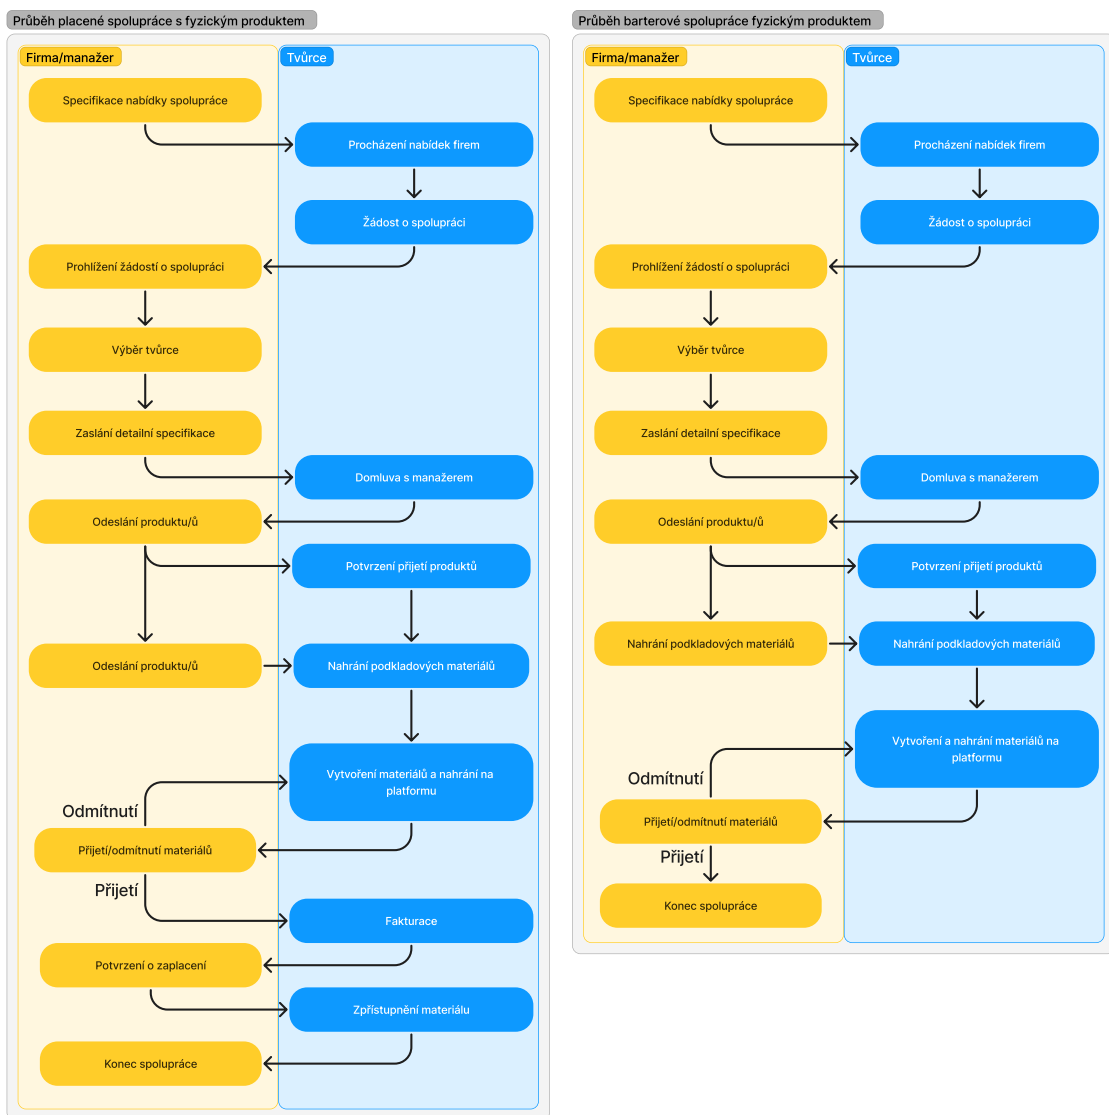 Průběh placené spolupráce s fyzickým produktem
Firma/manažer
Tvůrce
Specifikace nabídky spolupráce
Procházení nabídek firem
Žádost o spolupráci
Prohlížení žádostí o spolupráci
Výběr tvůrce
Zaslání detailní specifikace
Domluva s manažerem
Odeslání produktu/ů
Potvrzení přijetí produktů
Odeslání produktu/ů
Nahrání podkladových materiálů
Vytvoření materiálů a nahrání na
platformu
Odmítnutí
Přijetí/odmítnutí materiálů
Přijetí
Fakturace
Potvrzení o zaplacení
Zpřístupnění materiálu
Konec spolupráce
Průběh barterové spolupráce fyzickým produktem
Firma/manažer
Tvůrce
Specifikace nabídky spolupráce
Procházení nabídek firem
Žádost o spolupráci
Prohlížení žádostí o spolupráci
Výběr tvůrce
Zaslání detailní specifikace
Domluva s manažerem
Odeslání produktu/ů
Potvrzení přijetí produktů
Nahrání podkladových materiálů
Nahrání podkladových materiálů
Vytvoření a nahrání materiálů na
platformu
Odmítnutí
Přijetí/odmítnutí materiálů
Přijetí
Konec spolupráce